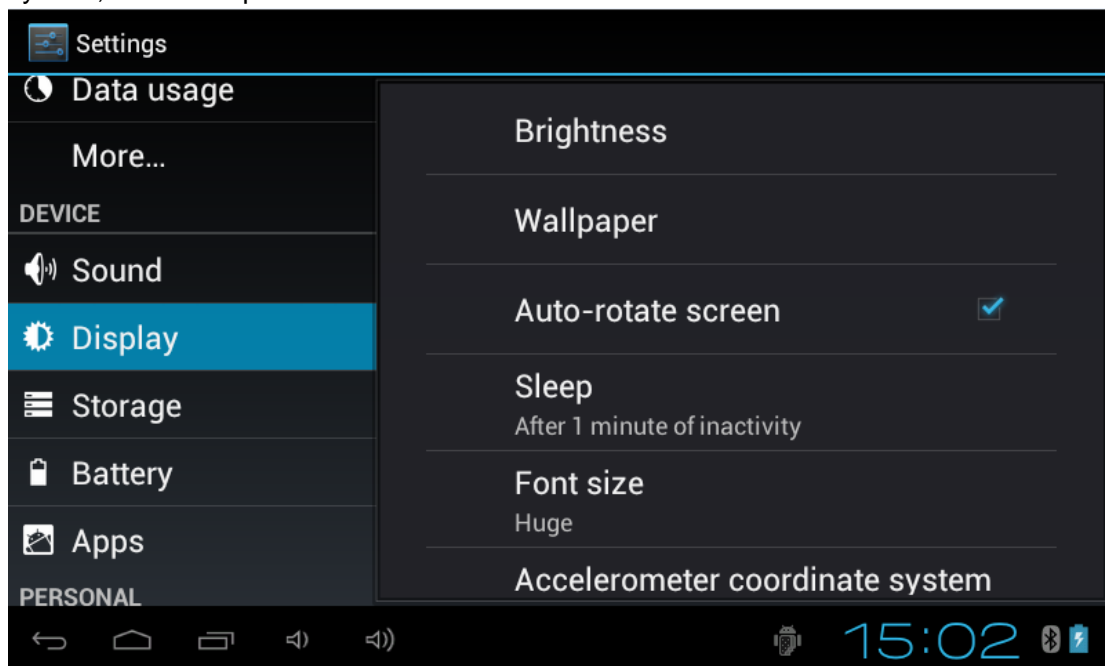 Settings
Data usage
More...
DEVICE
Sound
Display
Storage
Battery
Apps
PERSONAL
Brightness
Wallpaper
Auto-rotate screen
Sleep
After 1 minute of inactivity
Font size
Huge
Accelerometer coordinate system
15:02